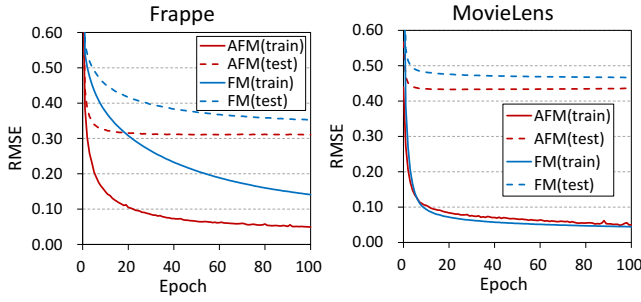 Frappe
0.60
0.50
0.40
0.30
0.20
0.10
0.00
RMSE
AFM(train)
AFM(test)
FM(train)
FM(test)
0 20 40 60 80 100
Epoch
MovieLens
0.60
0.50
0.40
0.30
0.20
0.10
0.00
RMSE
AFM(train)
AFM(test)
FM(train)
FM(test)
0 20 40 60 80 100
Epoch